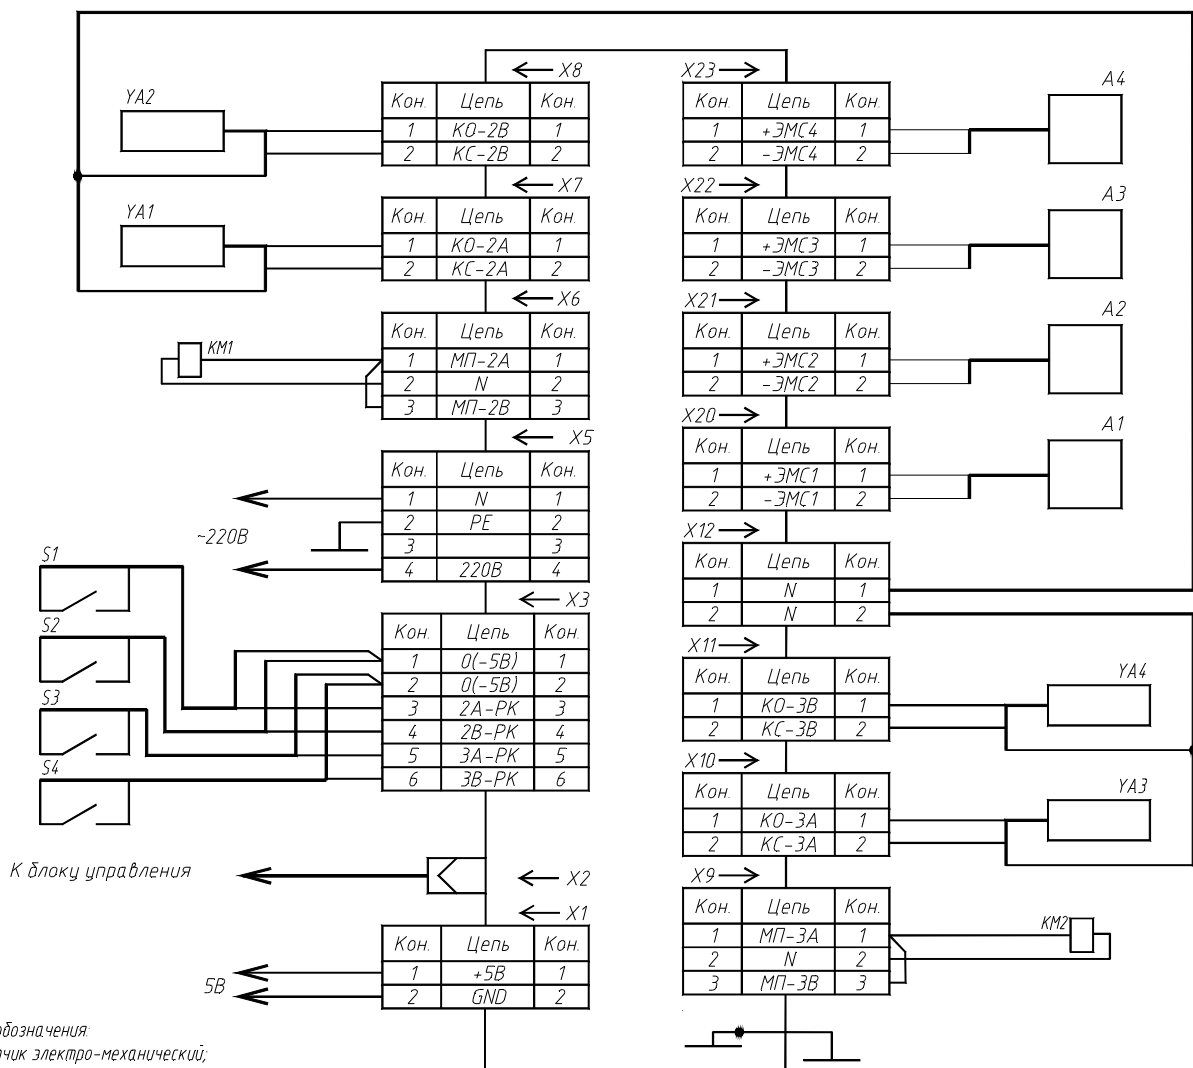 X8
Кон. Цепь Кон.
1 КО-2В 1
2 КС-2В 2
YA2
X7
Кон. Цепь Кон.
1 КО-2А 1
2 КС-2А 2
YA1
X6
Кон. Цепь Кон.
1 МП-2А 1
2 N 2
3 МП-2В 3
КМ1
X5
Кон. Цепь Кон.
1 N 1
2 PE 2
3 3
4 220В 4
~220В
X3
Кон. Цепь Кон.
1 0(-5В) 1
2 0(-5В) 2
3 2А-РК 3
4 2В-РК 4
5 3А-РК 5
6 3В-РК 6
S1
S2
S3
S4
К блоку управления
X2
X1
Кон. Цепь Кон.
1 +5В 1
2 GND 2
5В
X23
Кон. Цепь Кон.
1 +ЭМС4 1
2 -ЭМС4 2
А4
X22
Кон. Цепь Кон.
1 +ЭМС3 1
2 -ЭМС3 2
А3
X21
Кон. Цепь Кон.
1 +ЭМС2 1
2 -ЭМС2 2
А2
X20
Кон. Цепь Кон.
1 +ЭМС1 1
2 -ЭМС1 2
А1
X12
Кон. Цепь Кон.
1 N 1
2 N 2
X11
Кон. Цепь Кон.
1 КО-3В 1
2 КС-3В 2
YA4
X10
Кон. Цепь Кон.
1 КО-3А 1
2 КС-3А 2
YA3
X9
Кон. Цепь Кон.
1 МП-3А 1
2 N 2
3 МП-3В 3
КМ2
обозначения:
чик электро-механический;